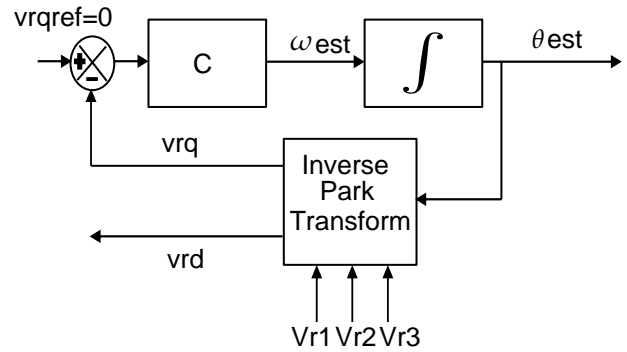 vrqref=0
+
-
C
ωest
∫
θest
vrq
Inverse
Park
Transform
vrd
Vr1 Vr2 Vr3